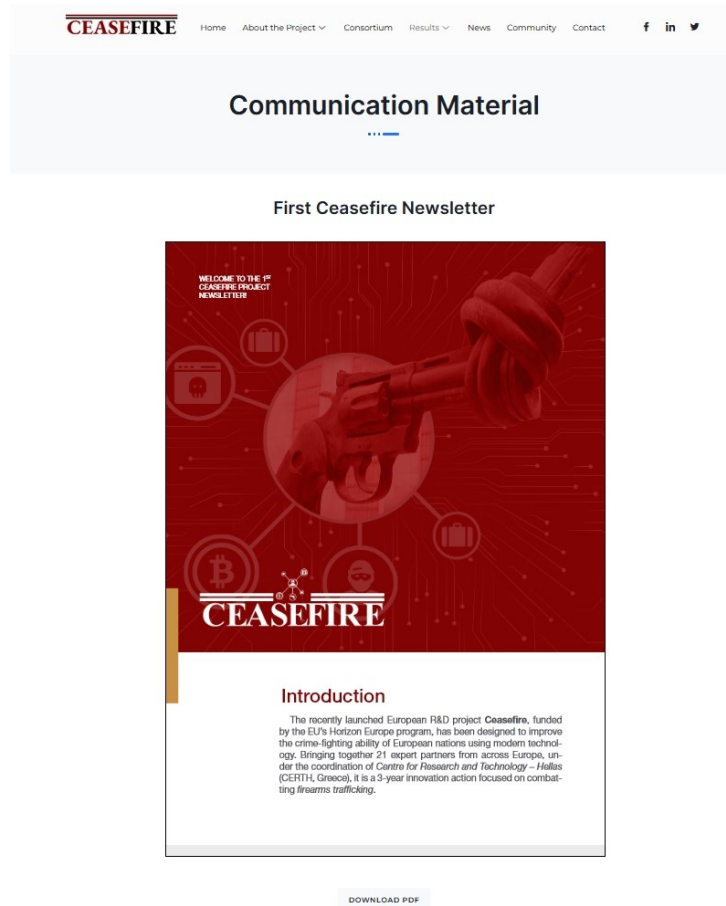 CEASEFIRE
Home About the Project Consortium Results News Community Contact
Communication Material
First Ceasefire Newsletter
WELCOME TO THE 1ST
CEASEFIRE PROJECT
NEWSLETTER!
CEASEFIRE
Introduction
The recently launched European R&D project Ceasefire, funded
by the EU's Horizon Europe program, has been designed to improve
the crime-fighting ability of European nations using modern technol-
ogy. Bringing together 21 expert partners from across Europe, un-
der the coordination of Centre for Research and Technology – Hellas
(CERTH, Greece), it is a 3-year innovation action focused on combat-
ting firearms trafficking.
DOWNLOAD PDF